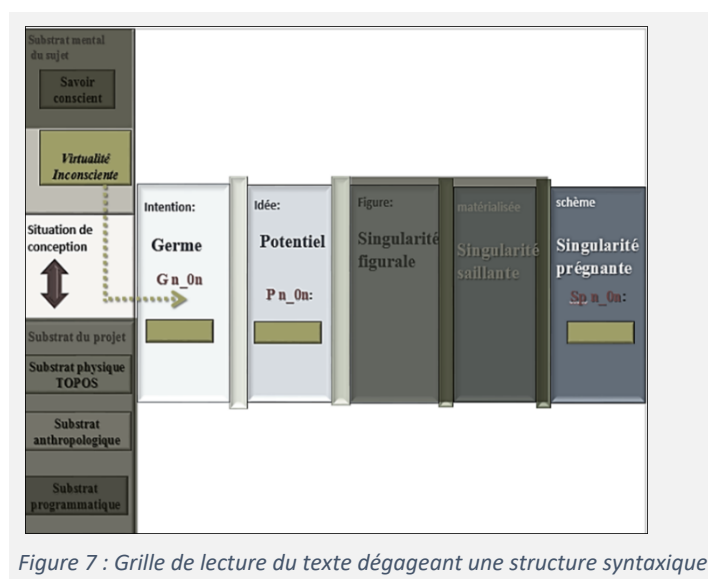 Substrat mental
du sujet
Savoir
conscient
Virtualité
Inconsciente
Situation de
conception
Substrat du projet
Substrat physique
TOPOS
Substrat
anthropologique
Substrat
programmatique
Intention:
Germe
G n_0n
Idée:
Potentiel
P n_0n:
Figure:
Singularité
figurale
matérialisée
Singularité
saillante
schème
Singularité
prégnante
Sp n_0n:
Figure 7 : Grille de lecture du texte dégageant une structure syntaxique